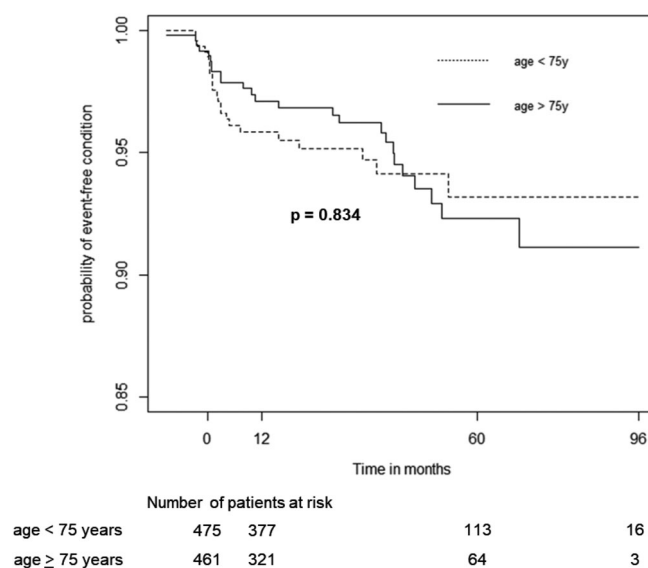 1.00
0.95
0.90
0.85
probability of event-free condition
age < 75y
age > 75y
p = 0.834
0 12 60 96
Time in months
Number of patients at risk
age < 75 years 475 377 113 16
age ≥ 75 years 461 321 64 3